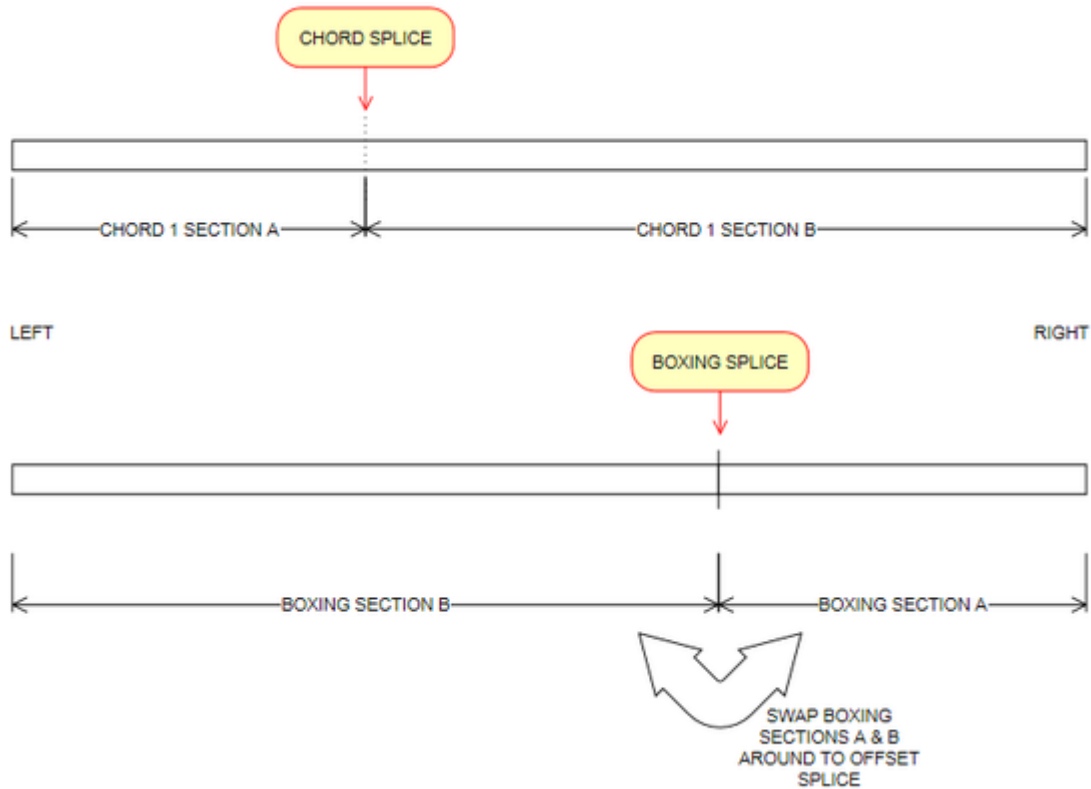 CHORD SPLICE
CHORD 1 SECTION A
CHORD 1 SECTION B
LEFT
RIGHT
BOXING SPLICE
BOXING SECTION B
BOXING SECTION A
SWAP BOXING
SECTIONS A & B
AROUND TO OFFSET
SPLICE